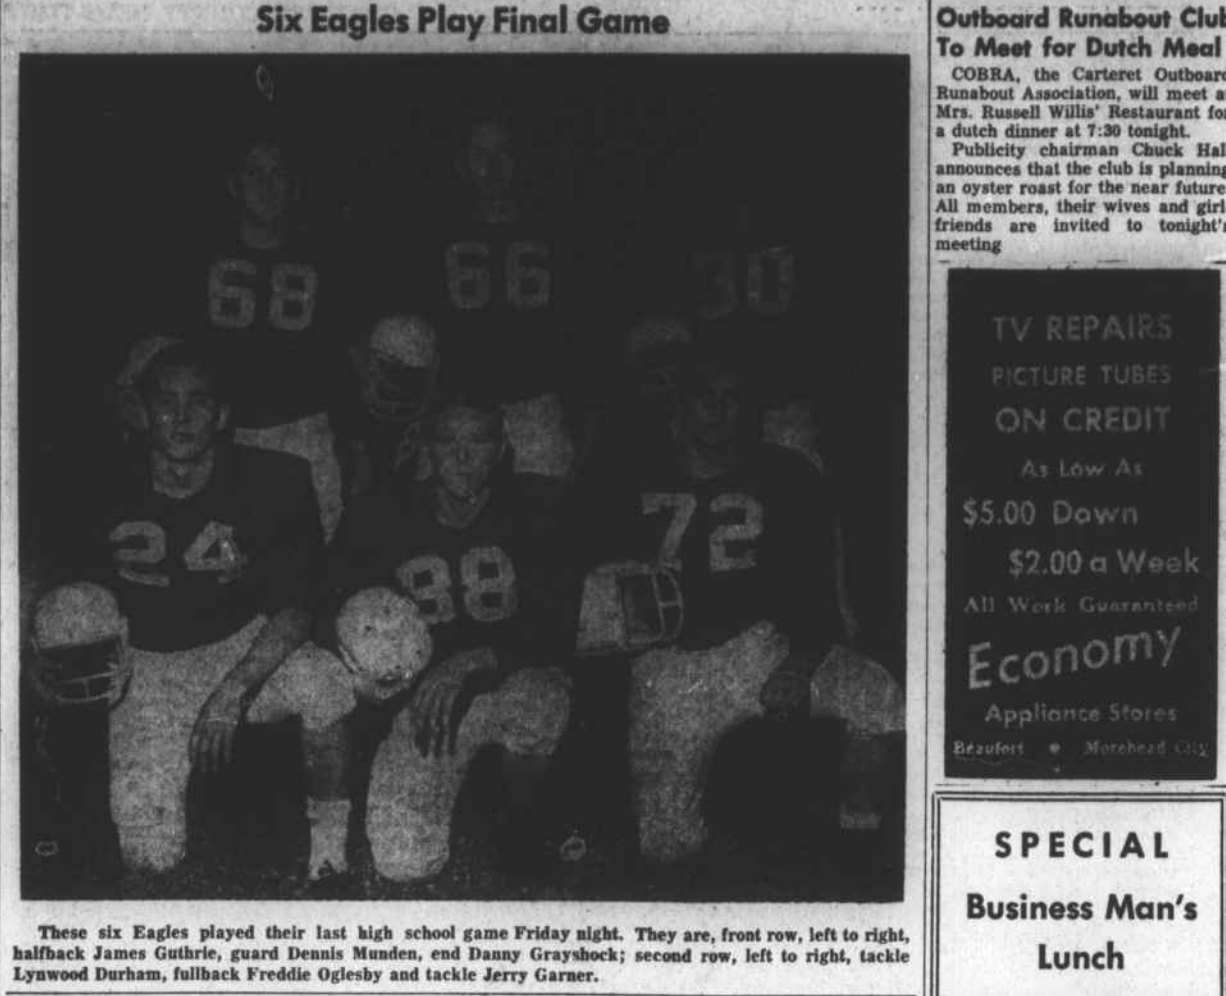 Six Eagles Play Final Game
68
66
30
24
88
72
These six Eagles played their last high school game Friday night. They are, front row, left to right,
halfback James Guthrie, guard Dennis Munden, end Danny Grayshock; second row, left to right, tackle
Lynwood Durham, fullback Freddie Oglesby and tackle Jerry Garner.
Outboard Runabout Clu
To Meet for Dutch Meal
COBRA, the Carteret Outboard
Runabout Association, will meet a
Mrs. Russell Willis' Restaurant for
a dutch dinner at 7:30 tonight.
Publicity chairman Chuck Hal
announces that the club is planning
an oyster roast for the near future
All members, their wives and girl
friends are invited to tonight's
meeting
TV REPAIRS
PICTURE TUBES
ON CREDIT
As Low As
$5.00 Down
$2.00 a Week
All Work Guaranteed
Economy
Appliance Stores
Beaufort • Morehead City
SPECIAL
Business Man's
Lunch